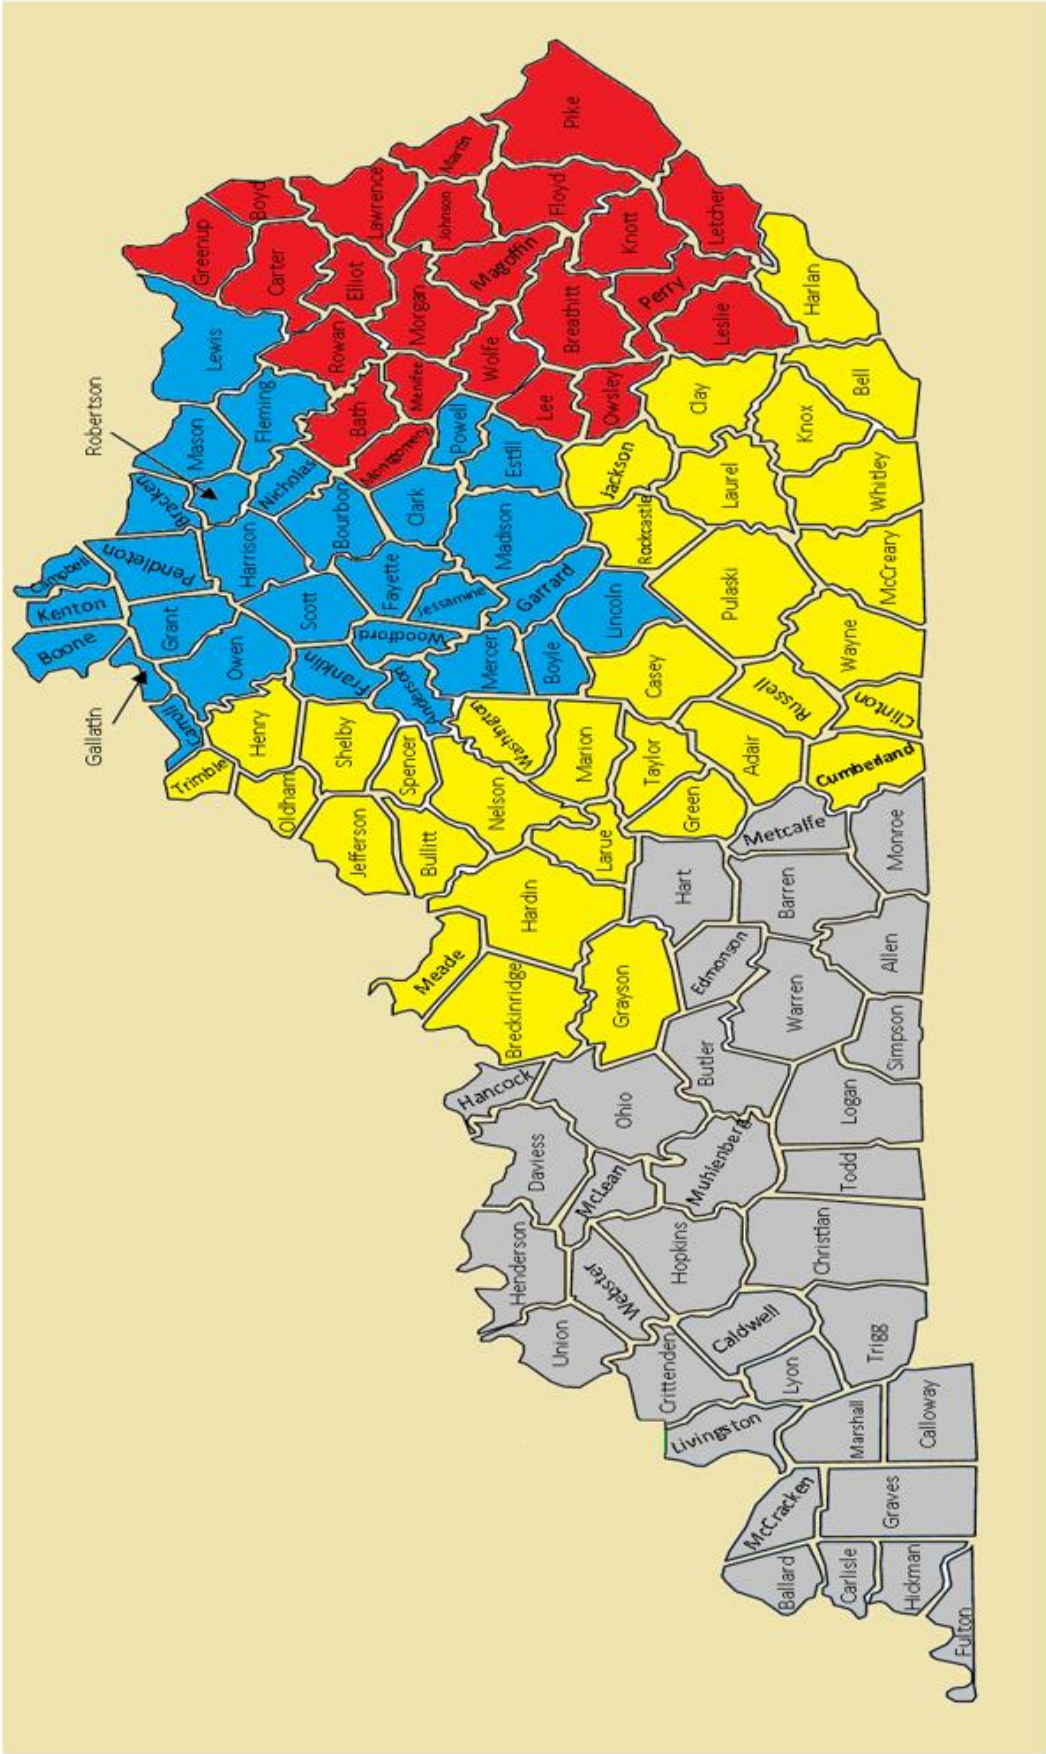 Robertson
Gallatin
Boone
Kenton
Campbell
Pendleton
Grant
Bracken
Mason
Lewis
Greenup
Boyd
Carter
Elliot
Lawrence
Rowan
Fleming
Nicholas
Harrison
Scott
Owen
Carroll
Trimble
Henry
Oldham
Shelby
Franklin
Woodford
Fayette
Bourbon
Bath
Montgomery
Menifee
Morgan
Johnson
Martin
Pike
Floyd
Magoffin
Wolfe
Powell
Clark
Jessamine
Anderson
Spencer
Jefferson
Bullitt
Nelson
Washington
Mercer
Garrard
Madison
Estill
Lee
Breathitt
Knott
Letcher
Perry
Leslie
Owsley
Jackson
Rockcastle
Lincoln
Boyle
Casey
Marion
Taylor
Larue
Hardin
Meade
Breckinridge
Grayson
Green
Adair
Russell
Pulaski
Laurel
Clay
Harlan
Knox
Bell
Whitley
McCreary
Wayne
Clinton
Cumberland
Metcalfe
Hart
Barren
Monroe
Allen
Edmonson
Warren
Simpson
Butler
Logan
Ohio
Hancock
Daviess
McLean
Muhlenberg
Todd
Christian
Hopkins
Webster
Henderson
Union
Crittenden
Caldwell
Lyon
Trigg
Livingston
Marshall
Calloway
McCracken
Graves
Ballard
Carlisle
Hickman
Fulton